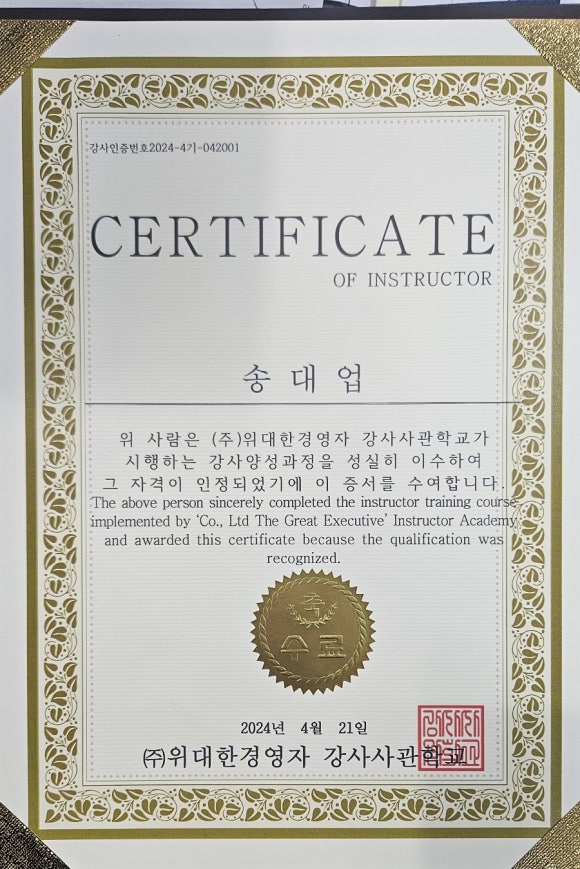 강사인증번호2024-4기-042001
CERTIFICATE
OF INSTRUCTOR
송 대 업
위 사람은 (주)위대한경영자 강사사관학교가
시행하는 강사양성과정을 성실히 이수하여
그 자격이 인정되었기에 이 증서를 수여합니다.
The above person sincerely completed the instructor training course
implemented by ‘Co., Ltd The Great Executive’ Instructor Academy
and awarded this certificate because the qualification was
recognized.
축
수료
2024년 4월 21일
(주)위대한경영자 강사사관학교